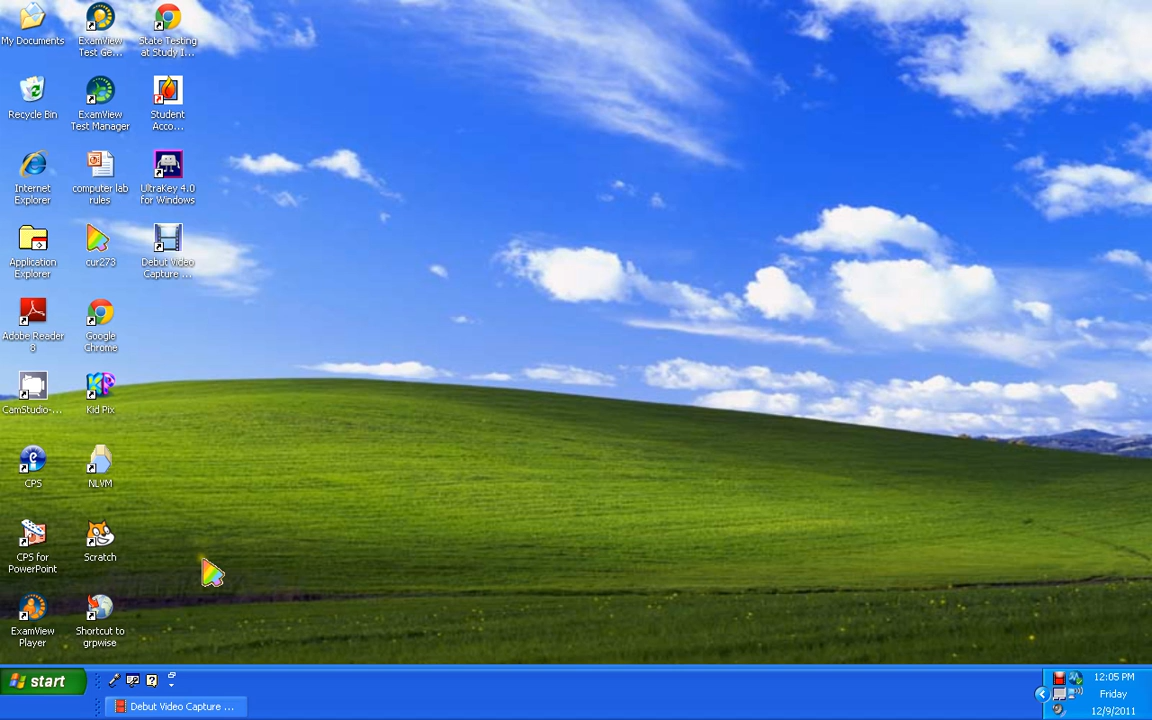 My Documents
ExamView
Test Ge...
State Testing
at Study I...
Recycle Bin
ExamView
Test Manager
Student
Acco...
Internet
Explorer
computer lab
rules
UltraKey 4.0
for Windows
Application
Explorer
cur273
Debut Video
Capture ...
Adobe Reader
Google
Chrome
CamStudio-...
Kid Pix
CPS
NLVM
CPS for
PowerPoint
Scratch
ExamView
Player
Shortcut to
grpwise
start
Debut Video Capture ...
12:05 PM
Friday
12/9/2011